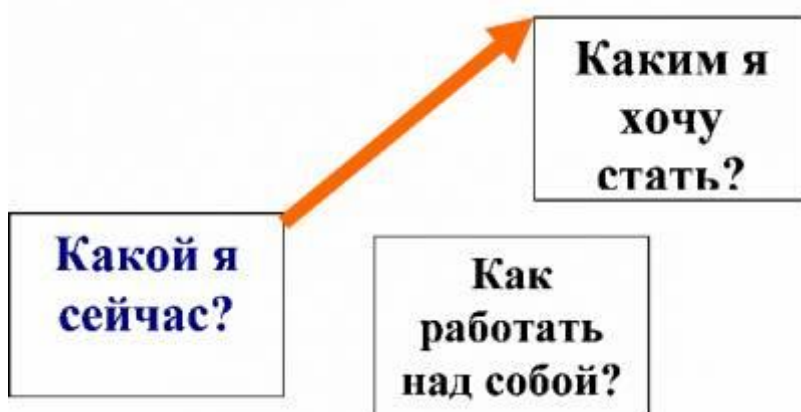 Каким я
хочу
стать?
Какой я
сейчас?
Как
работать
над собой?